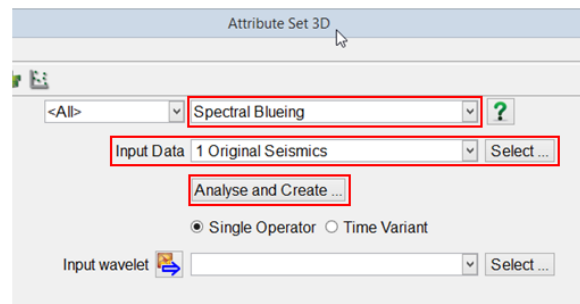 Attribute Set 3D
<All> Spectral Blueing ?
Input Data 1 Original Seismics Select ...
Analyse and Create ...
Single Operator Time Variant
Input wavelet Select ...